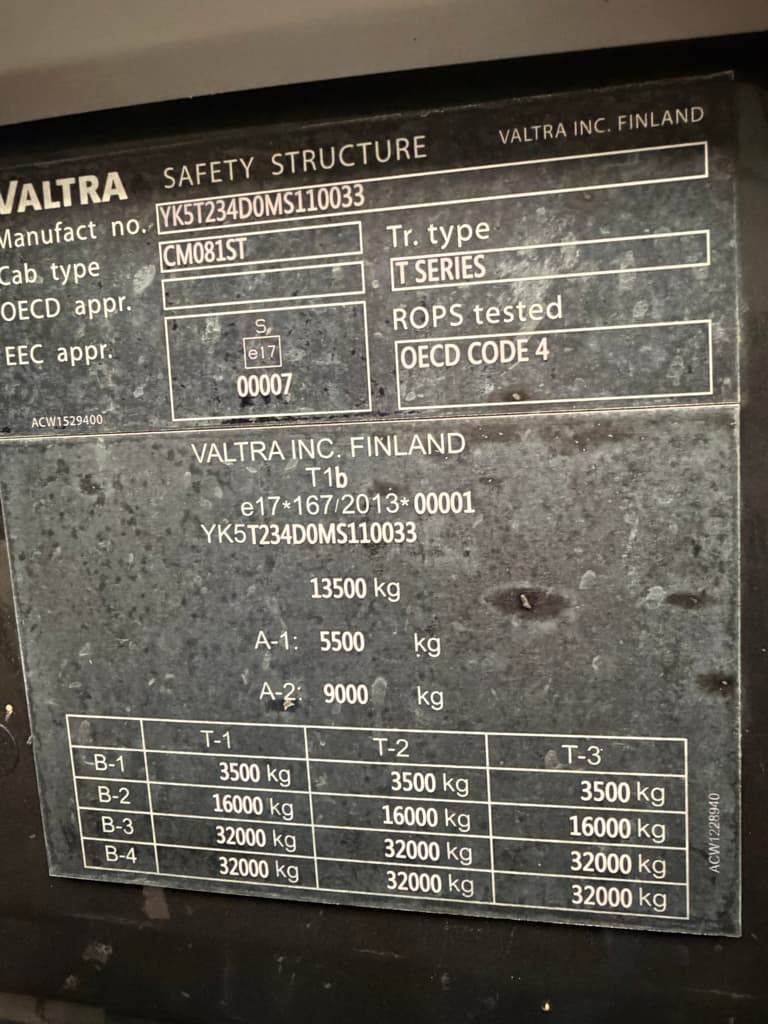 VALTRA SAFETY STRUCTURE VALTRA INC. FINLAND
Manufact no. YK5T234D0MS110033
Cab type CM081ST Tr. type
T SERIES
OECD appr. ROPS tested
EEC appr. S, e17 OECD CODE 4
00007
ACW1529400
VALTRA INC. FINLAND
T1b
e17*167/2013*00001
YK5T234D0MS110033
13500 kg
A-1: 5500 kg
A-2: 9000 kg
T-1 T-2 T-3
B-1 3500 kg 3500 kg 3500 kg
B-2 16000 kg 16000 kg 16000 kg
B-3 32000 kg 32000 kg 32000 kg
B-4 32000 kg 32000 kg 32000 kg
ACW1228940